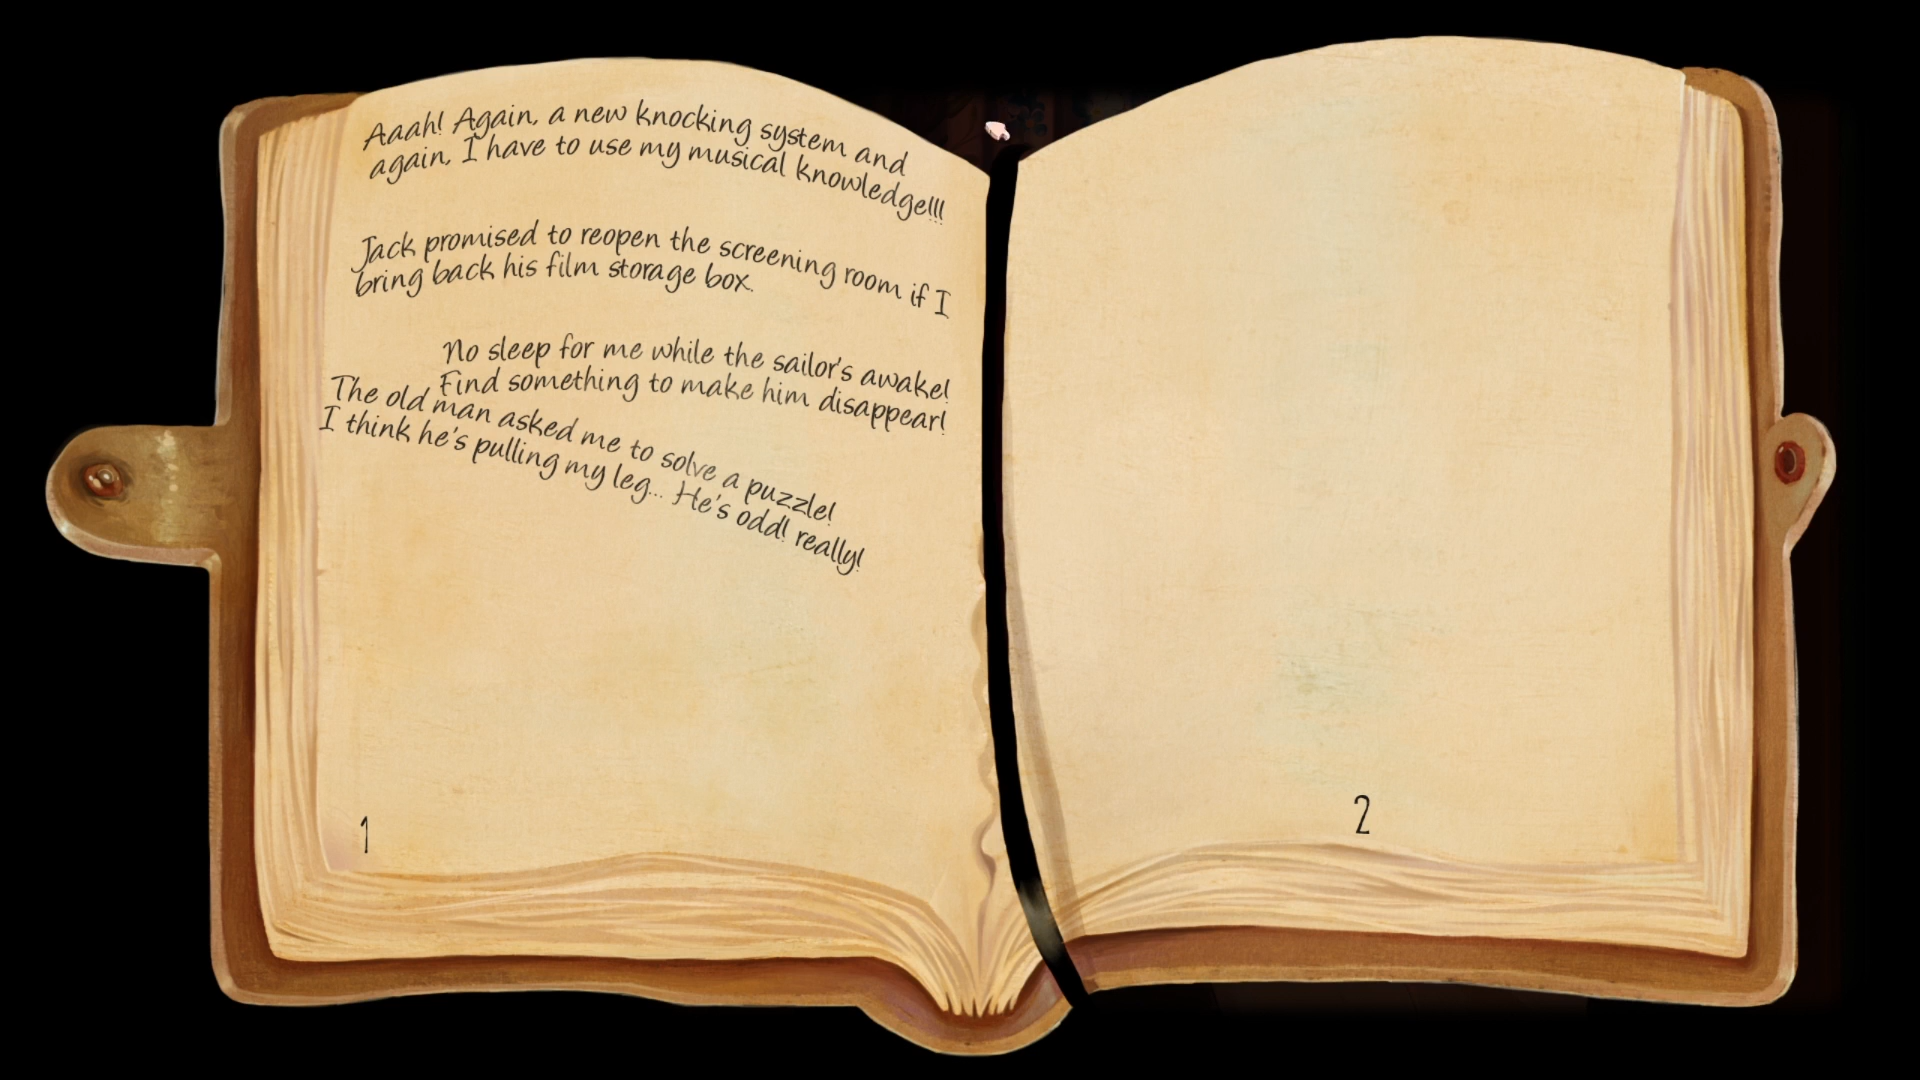 Aaah! Again, a new knocking system and
again, I have to use my musical knowledge!!!
Jack promised to reopen the screening room if I
bring back his film storage box.
No sleep for me while the sailor's awake!
Find something to make him disappear!
The old man asked me to solve a puzzle!
I think he's pulling my leg... He's odd! really!
1
2